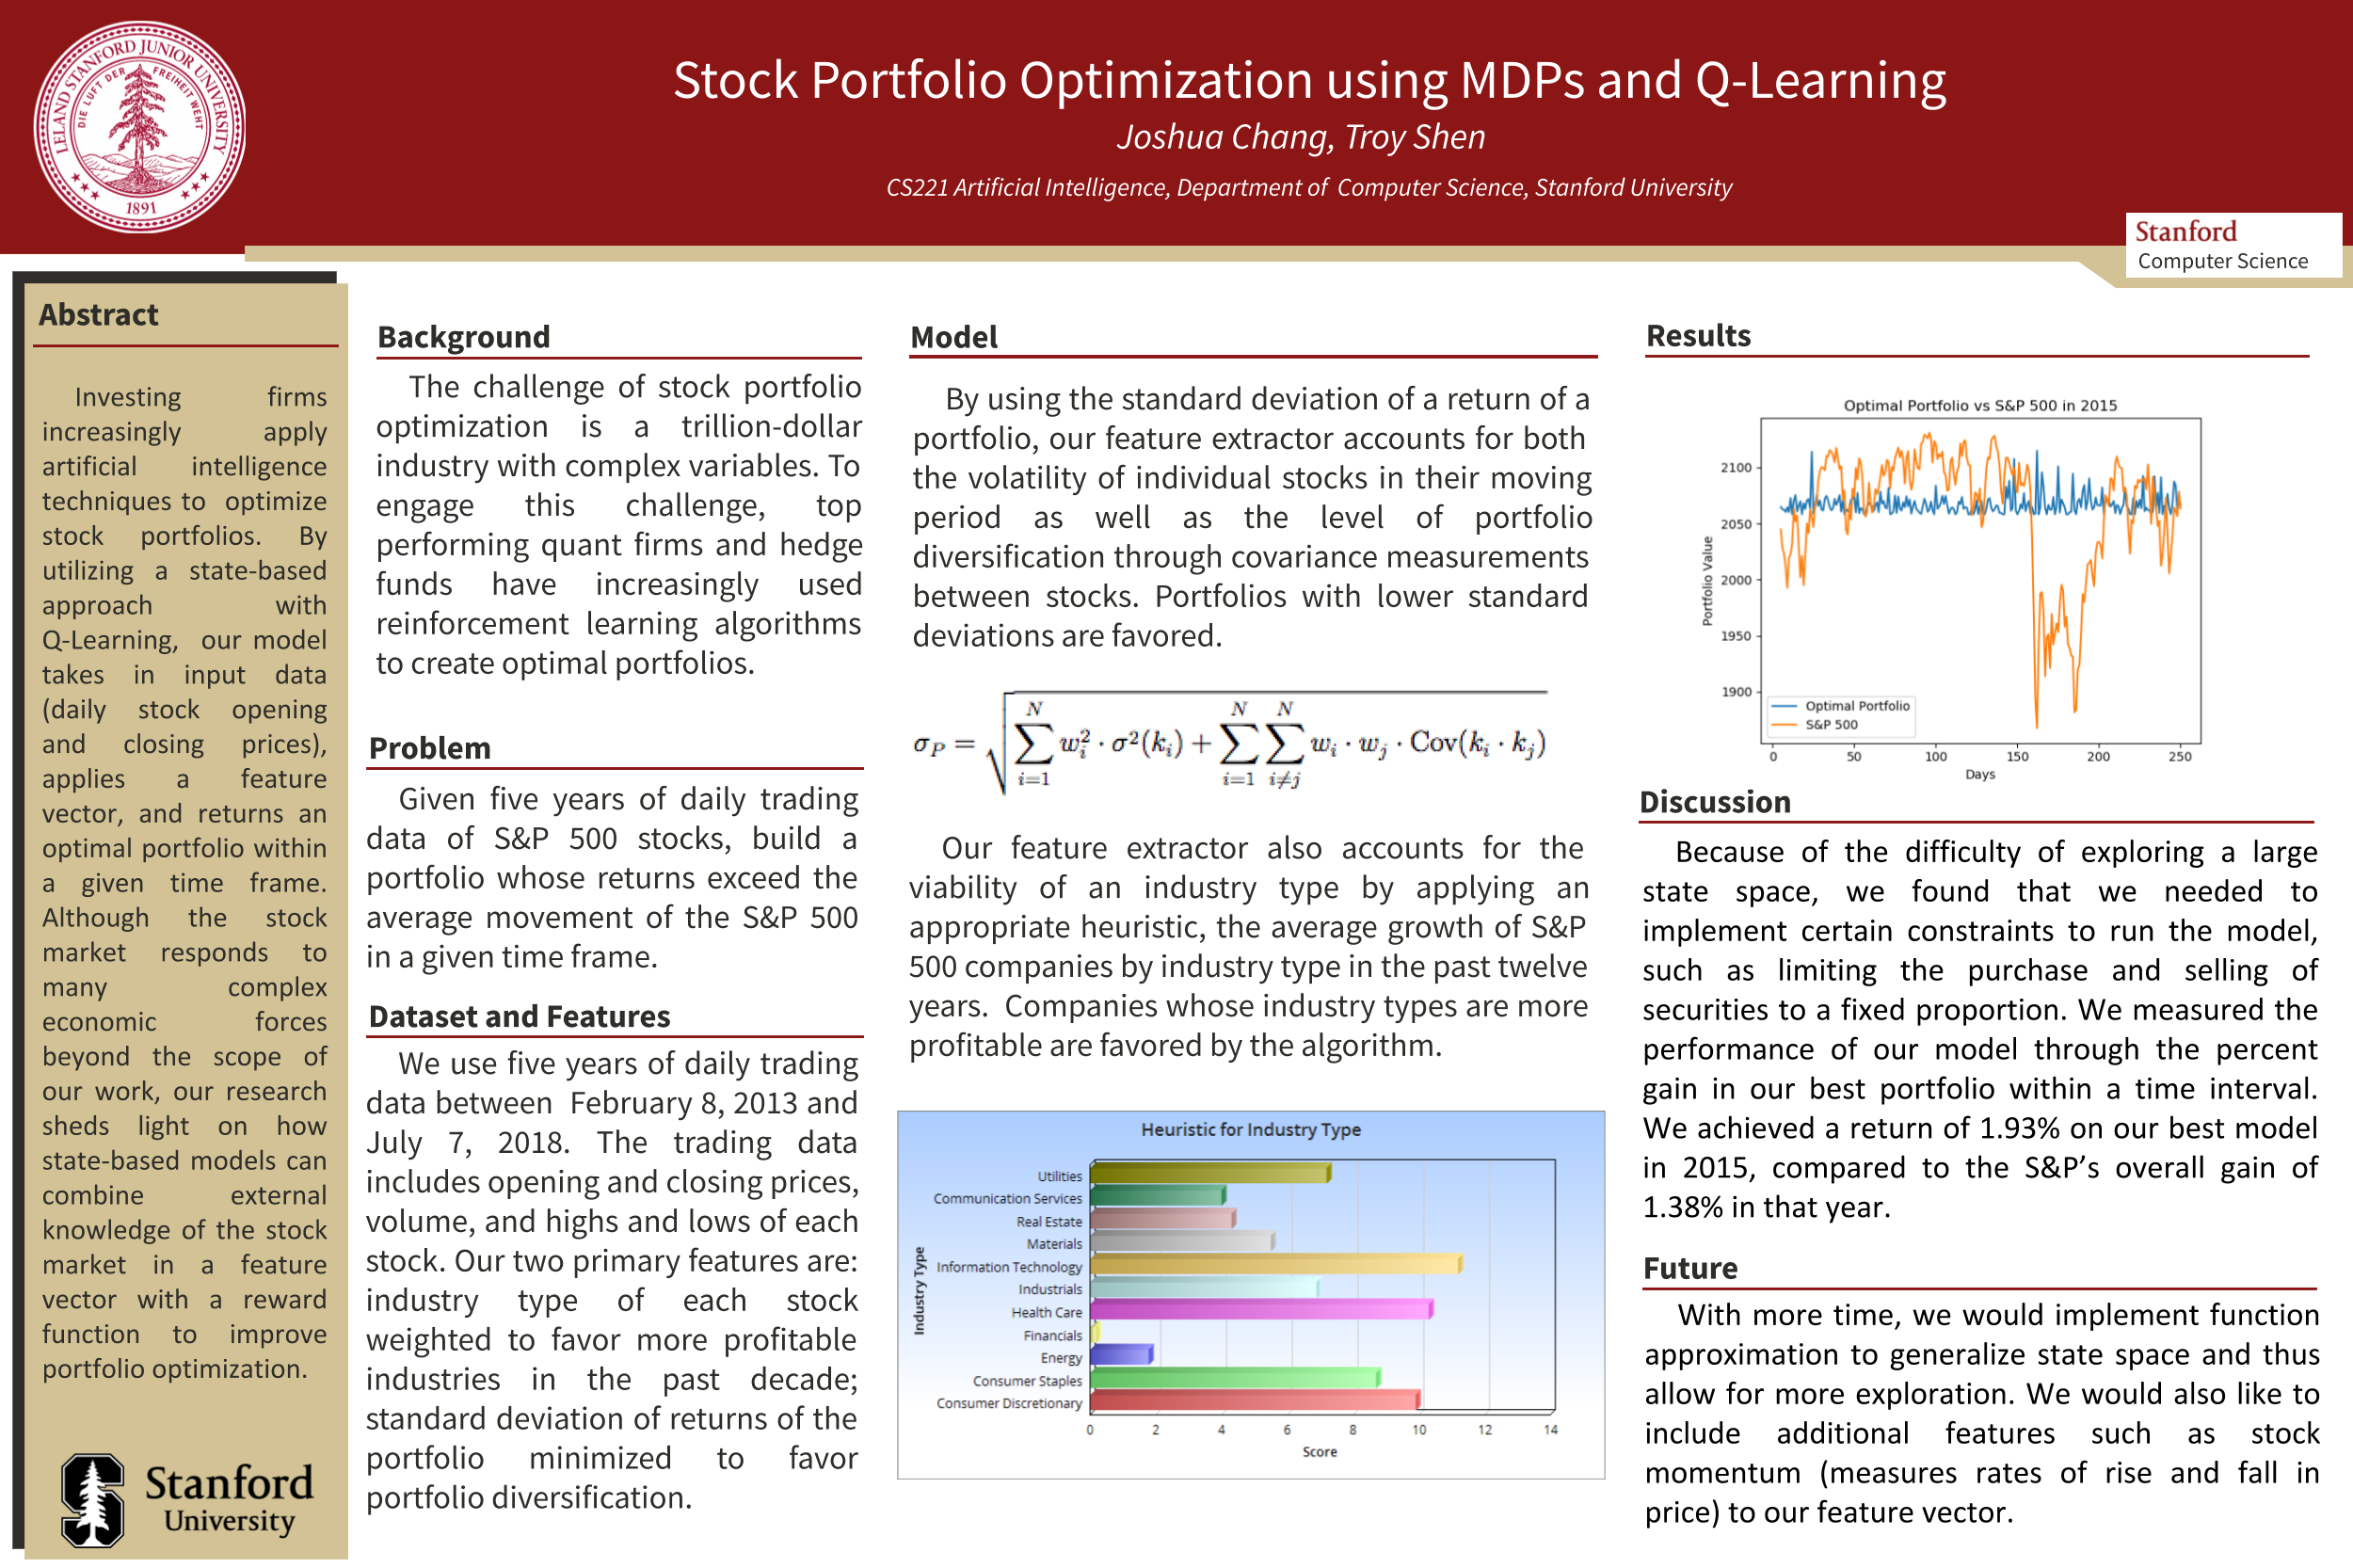 LELAND STANFORD JUNIOR UNIVERSITY
DIE LUFT DER FREIHEIT WEHT
1891
Stock Portfolio Optimization using MDPs and Q-Learning
Joshua Chang, Troy Shen
CS221 Artificial Intelligence, Department of Computer Science, Stanford University
Stanford
Computer Science
Abstract
Investing firms
increasingly apply
artificial intelligence
techniques to optimize
stock portfolios. By
utilizing a state-based
approach with
Q-Learning, our model
takes in input data
(daily stock opening
and closing prices),
applies a feature
vector, and returns an
optimal portfolio within
a given time frame.
Although the stock
market responds to
many complex
economic forces
beyond the scope of
our work, our research
sheds light on how
state-based models can
combine external
knowledge of the stock
market in a feature
vector with a reward
function to improve
portfolio optimization.
Stanford
University
Background
The challenge of stock portfolio
optimization is a trillion-dollar
industry with complex variables. To
engage this challenge, top
performing quant firms and hedge
funds have increasingly used
reinforcement learning algorithms
to create optimal portfolios.
Problem
Given five years of daily trading
data of S&P 500 stocks, build a
portfolio whose returns exceed the
average movement of the S&P 500
in a given time frame.
Dataset and Features
We use five years of daily trading
data between February 8, 2013 and
July 7, 2018. The trading data
includes opening and closing prices,
volume, and highs and lows of each
stock. Our two primary features are:
industry type of each stock
weighted to favor more profitable
industries in the past decade;
standard deviation of returns of the
portfolio minimized to favor
portfolio diversification.
Model
By using the standard deviation of a return of a
portfolio, our feature extractor accounts for both
the volatility of individual stocks in their moving
period as well as the level of portfolio
diversification through covariance measurements
between stocks. Portfolios with lower standard
deviations are favored.
σ_P = √(∑_{i=1}^{N} w_i^2 · σ^2(k_i) + ∑_{i=1}^{N} ∑_{i≠j}^{N} w_i · w_j · Cov(k_i · k_j))
Our feature extractor also accounts for the
viability of an industry type by applying an
appropriate heuristic, the average growth of S&P
500 companies by industry type in the past twelve
years. Companies whose industry types are more
profitable are favored by the algorithm.
Heuristic for Industry Type
Industry Type
Utilities
Communication Services
Real Estate
Materials
Information Technology
Industrials
Health Care
Financials
Energy
Consumer Staples
Consumer Discretionary
0 2 4 6 8 10 12 14
Score
Results
Optimal Portfolio vs S&P 500 in 2015
Portfolio Value
2100
2050
2000
1950
1900
Optimal Portfolio
S&P 500
0 50 100 150 200 250
Days
Discussion
Because of the difficulty of exploring a large
state space, we found that we needed to
implement certain constraints to run the model,
such as limiting the purchase and selling of
securities to a fixed proportion. We measured the
performance of our model through the percent
gain in our best portfolio within a time interval.
We achieved a return of 1.93% on our best model
in 2015, compared to the S&P’s overall gain of
1.38% in that year.
Future
With more time, we would implement function
approximation to generalize state space and thus
allow for more exploration. We would also like to
include additional features such as stock
momentum (measures rates of rise and fall in
price) to our feature vector.